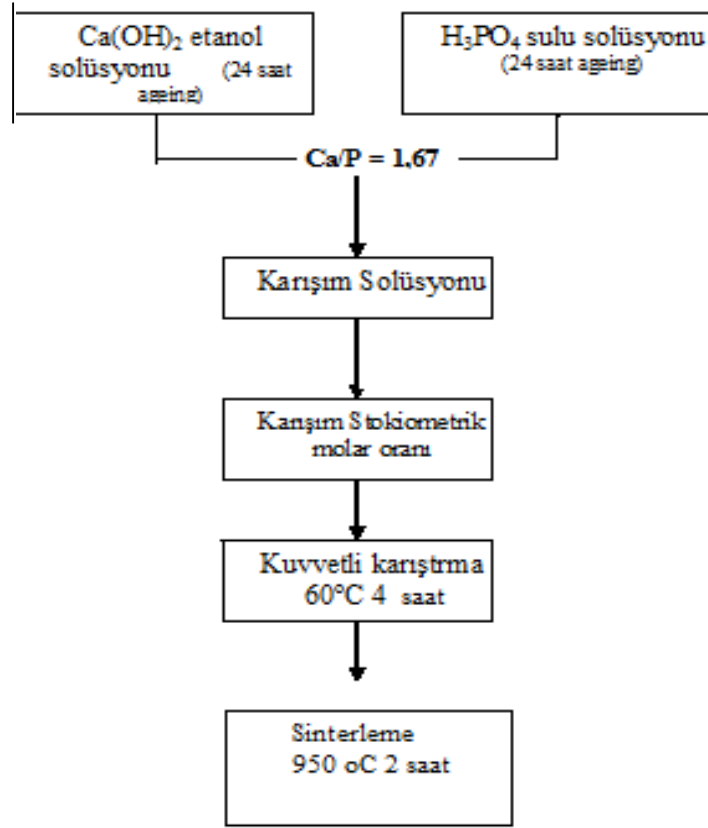 Ca(OH)₂ etanol
solüsyonu (24 saat
ageing)
H₃PO₄ sulu solüsyonu
(24 saat ageing)
Ca/P = 1,67
Karışım Solüsyonu
Karışım Stokiometrik
molar oranı
Kuvvetli karıştrma
60°C 4 saat
Sinterleme
950 oC 2 saat